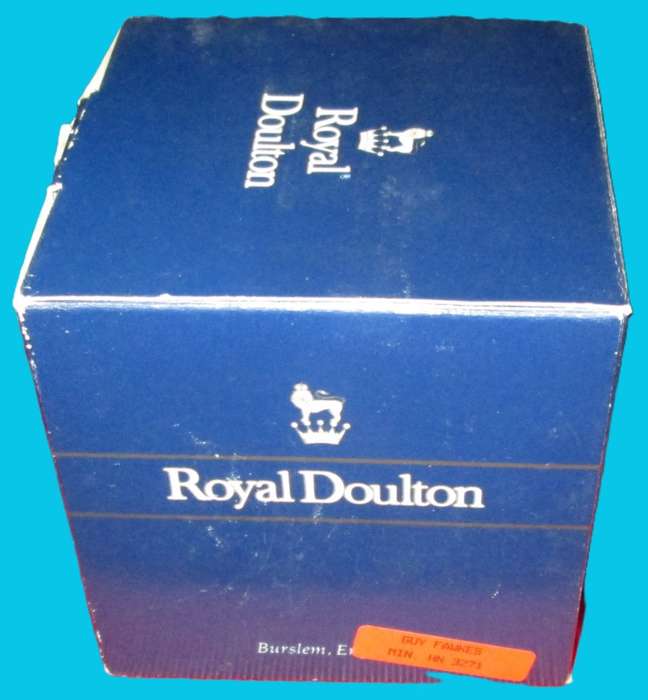 Royal
Doulton
Royal Doulton
Burslem, E
GUY FAWKES
MIN. HN 3271